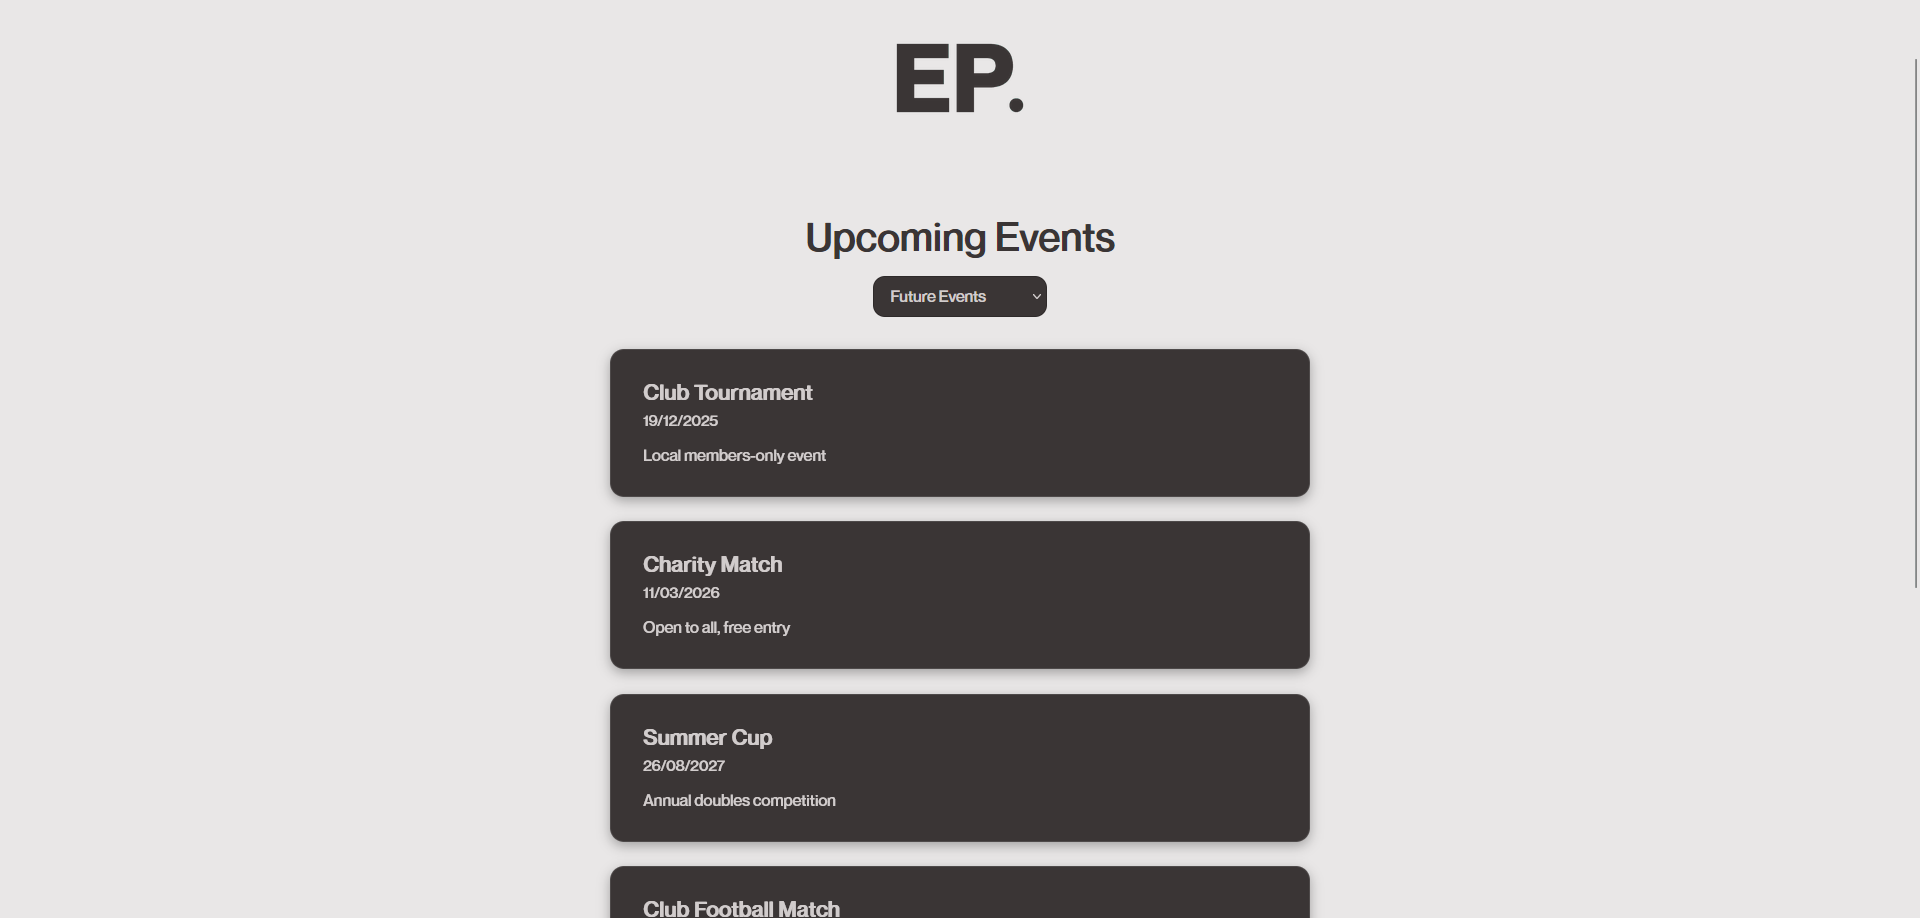 EP.
Upcoming Events
Future Events
Club Tournament
19/12/2025
Local members-only event
Charity Match
11/03/2026
Open to all, free entry
Summer Cup
26/08/2027
Annual doubles competition
Club Football Match